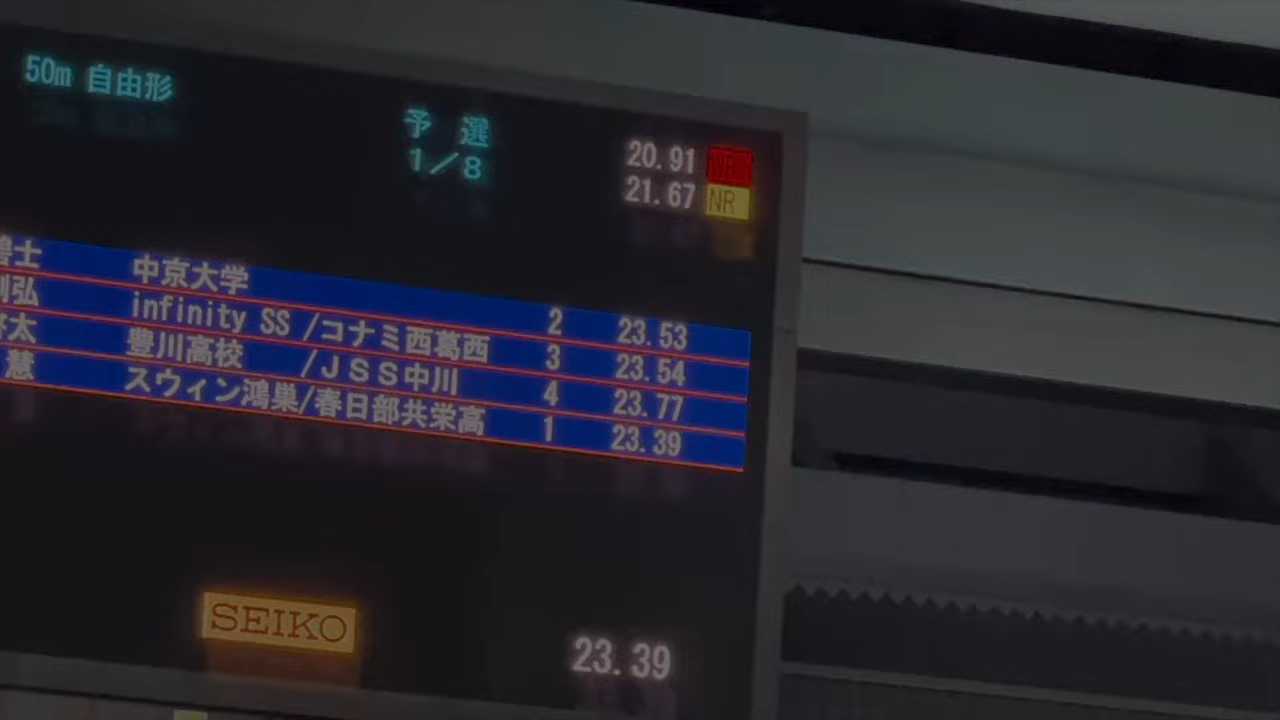 50m 自由形
予 選
1/8
20.91 WR
21.67 NR
士 中京大学
弘 infinity SS /コナミ西葛西 2 23.53
太 豊川高校 /JSS中川 3 23.54
慧 スウィン鴻巣/春日部共栄高 4 23.77
1 23.39
SEIKO
23.39